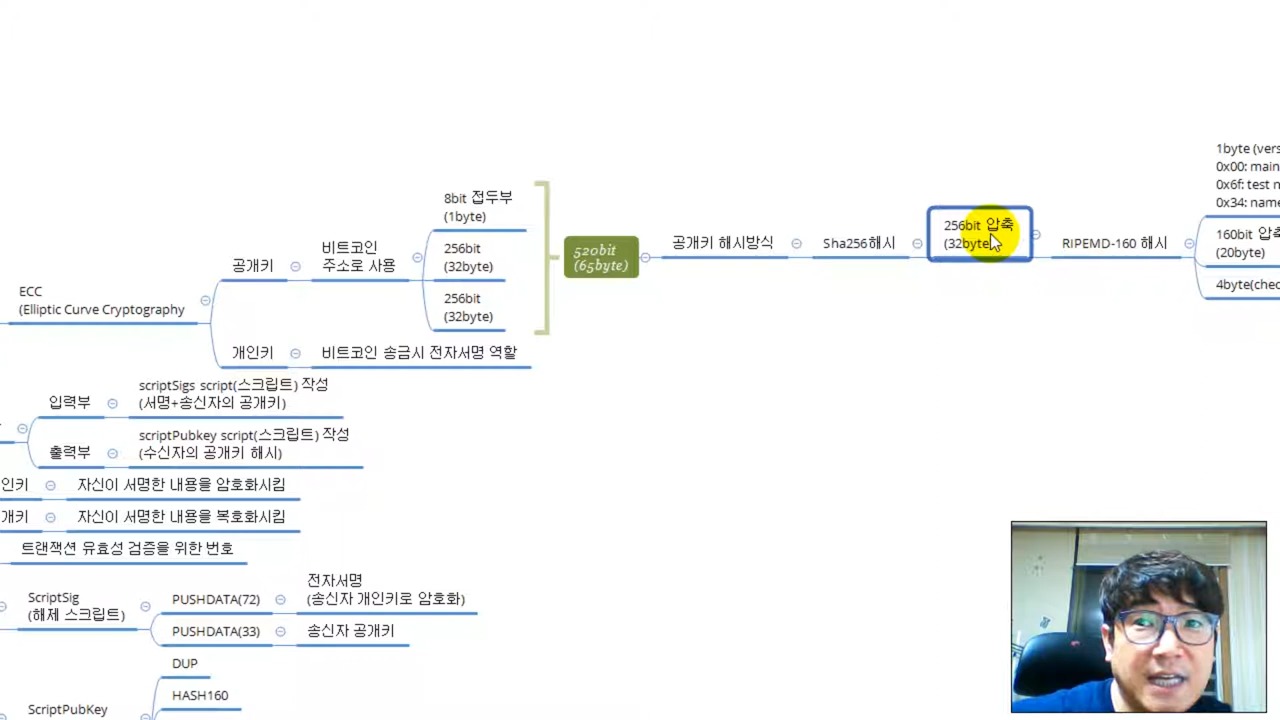 ECC
(Elliptic Curve Cryptography
공개키
비트코인
주소로 사용
8bit 접두부
(1byte)
256bit
(32byte)
256bit
(32byte)
520bit
(65byte)
공개키 해시방식
Sha256해시
256bit 압축
(32byte)
RIPEMD-160 해시
1byte (vers
0x00: main
0x6f: test n
0x34: name
160bit 압축
(20byte)
4byte(chec
개인키
비트코인 송금시 전자서명 역할
입력부
scriptSigs script(스크립트) 작성
(서명+송신자의 공개키)
출력부
scriptPubkey script(스크립트) 작성
(수신자의 공개키 해시)
인키
자신이 서명한 내용을 암호화시킴
개키
자신이 서명한 내용을 복호화시킴
트랜잭션 유효성 검증을 위한 번호
ScriptSig
(해제 스크립트)
PUSHDATA(72)
전자서명
(송신자 개인키로 암호화)
PUSHDATA(33)
송신자 공개키
ScriptPubKey
DUP
HASH160